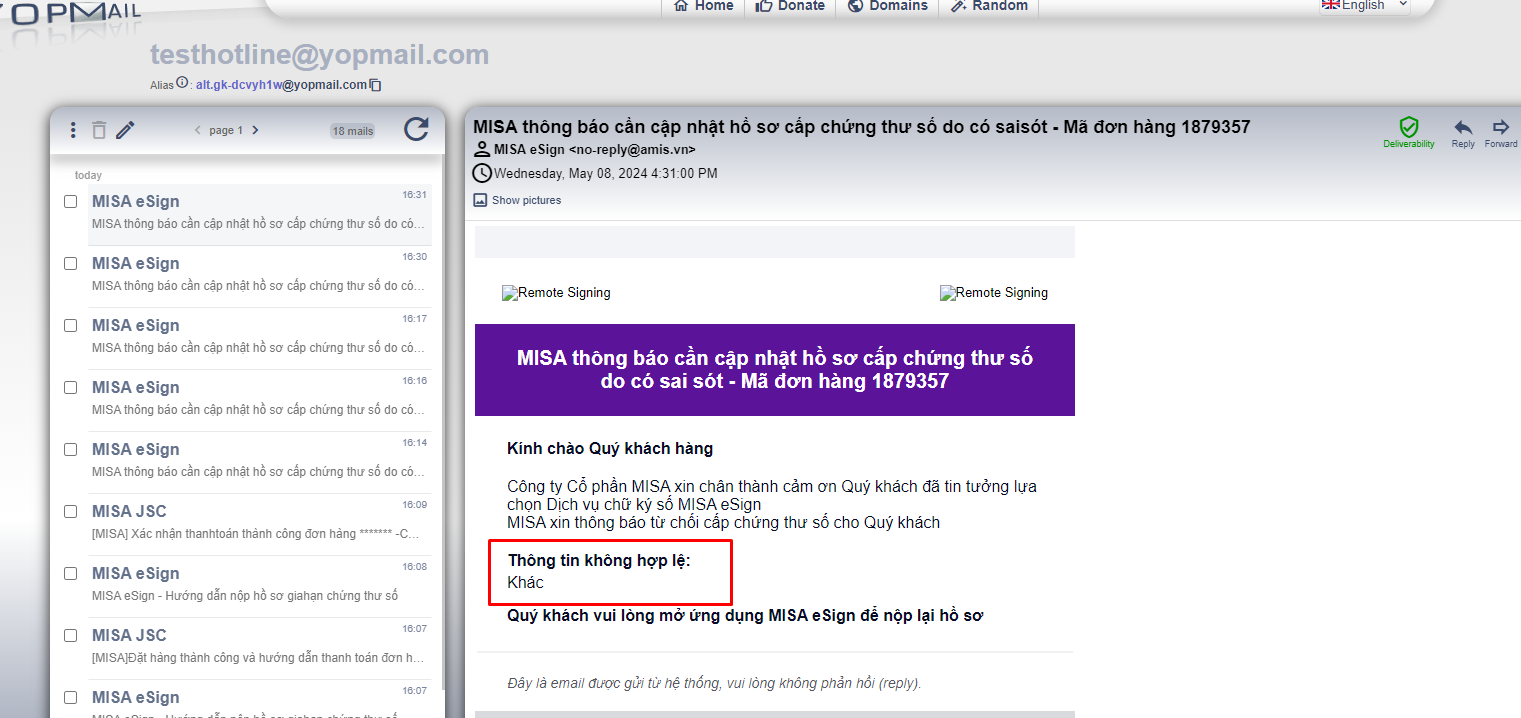 YOPMAIL
Home
Donate
Domains
Random
English
testhotline@yopmail.com
Alias : alt.gk-dcvyh1w@yopmail.com
page 1
18 mails
today
MISA eSign
16:31
MISA thông báo cần cập nhật hồ sơ cấp chứng thư số do có...
MISA eSign
16:30
MISA thông báo cần cập nhật hồ sơ cấp chứng thư số do có...
MISA eSign
16:17
MISA thông báo cần cập nhật hồ sơ cấp chứng thư số do có...
MISA eSign
16:16
MISA thông báo cần cập nhật hồ sơ cấp chứng thư số do có...
MISA eSign
16:14
MISA thông báo cần cập nhật hồ sơ cấp chứng thư số do có...
MISA JSC
16:09
[MISA] Xác nhận thanhtoán thành công đơn hàng ******* -C...
MISA eSign
16:08
MISA eSign - Hướng dẫn nộp hồ sơ giahạn chứng thư số
MISA JSC
16:07
[MISA]Đặt hàng thành công và hướng dẫn thanh toán đơn h...
MISA eSign
16:07
MISA eSign - Hướng dẫn nộp hồ sơ giahạn chứng thư số
MISA thông báo cần cập nhật hồ sơ cấp chứng thư số do có saisót - Mã đơn hàng 1879357
MISA eSign <no-reply@amis.vn>
Wednesday, May 08, 2024 4:31:00 PM
Show pictures
Deliverability
Reply
Forward
Remote Signing
Remote Signing
MISA thông báo cần cập nhật hồ sơ cấp chứng thư số
do có sai sót - Mã đơn hàng 1879357
Kính chào Quý khách hàng
Công ty Cổ phần MISA xin chân thành cảm ơn Quý khách đã tin tưởng lựa
chọn Dịch vụ chữ ký số MISA eSign
MISA xin thông báo từ chối cấp chứng thư số cho Quý khách
Thông tin không hợp lệ:
Khác
Quý khách vui lòng mở ứng dụng MISA eSign để nộp lại hồ sơ
Đây là email được gửi từ hệ thống, vui lòng không phản hồi (reply).